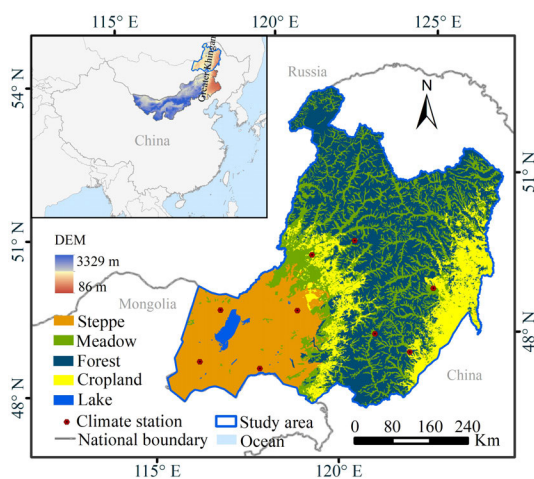 115° E 120° E 125° E
54° N
51° N
48° N
Russia
N
Greater Khingan
China
51° N
48° N
DEM
3329 m
86 m
Mongolia
Steppe
Meadow
Forest
Cropland
Lake
Climate station
National boundary
Study area
Ocean
China
0 40 80 160 240
Km
115° E 120° E